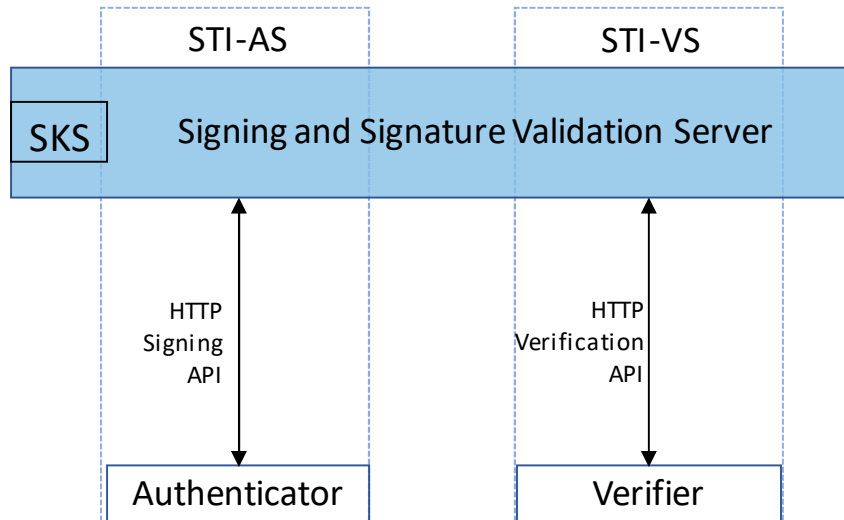 STI-AS
STI-VS
SKS
Signing and Signature Validation Server
HTTP
Signing
API
HTTP
Verification
API
Authenticator
Verifier